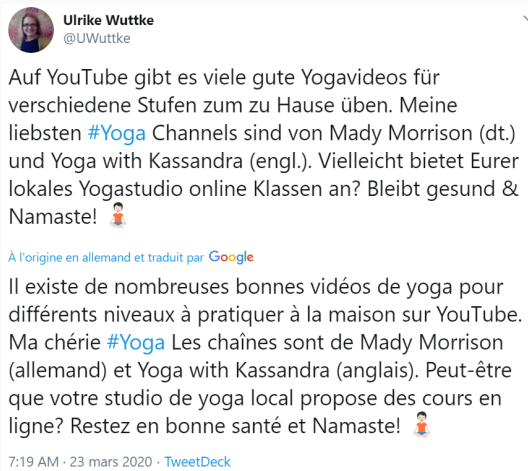 Ulrike Wuttke
@UWuttke
Auf YouTube gibt es viele gute Yogavideos für
verschiedene Stufen zum zu Hause üben. Meine
liebsten #Yoga Channels sind von Mady Morrison (dt.)
und Yoga with Kassandra (engl.). Vielleicht bietet Eurer
lokales Yogastudio online Klassen an? Bleibt gesund &
Namaste!
À l'origine en allemand et traduit par Google
Il existe de nombreuses bonnes vidéos de yoga pour
différents niveaux à pratiquer à la maison sur YouTube.
Ma chérie #Yoga Les chaînes sont de Mady Morrison
(allemand) et Yoga with Kassandra (anglais). Peut-être
que votre studio de yoga local propose des cours en
ligne? Restez en bonne santé et Namaste!
7:19 AM · 23 mars 2020 · TweetDeck